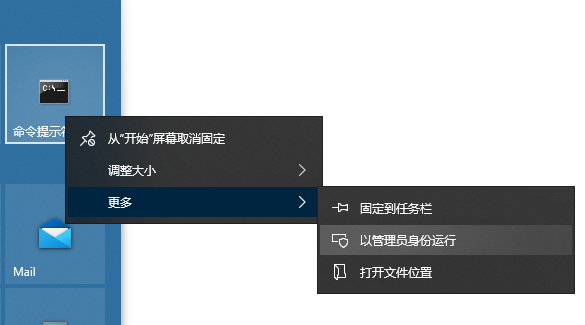 C:\
命令提示
从"开始"屏幕取消固定
调整大小
更多
固定到任务栏
以管理员身份运行
打开文件位置
Mail